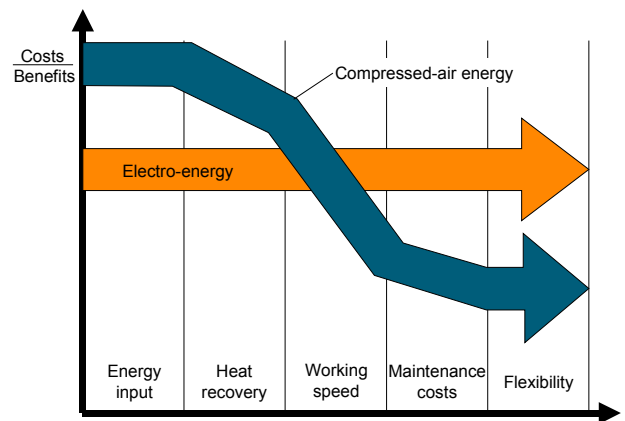 Costs
Benefits
Compressed-air energy
Electro-energy
Energy
input
Heat
recovery
Working
speed
Maintenance
costs
Flexibility